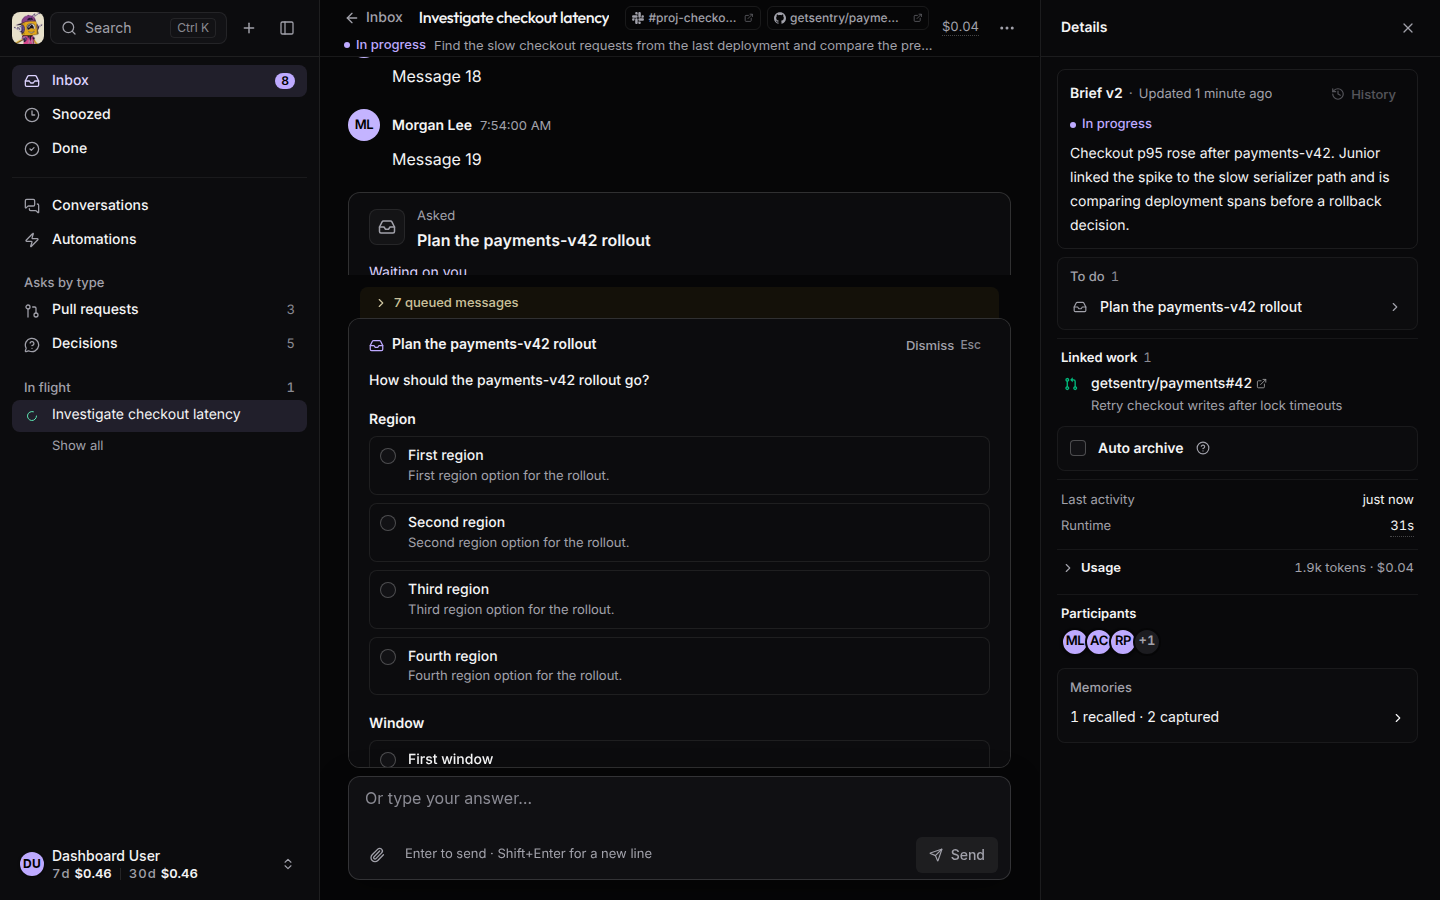 Search
Ctrl K
Inbox
8
Snoozed
Done
Conversations
Automations
Asks by type
Pull requests
3
Decisions
5
In flight
1
Investigate checkout latency
Show all
DU
Dashboard User
7d $0.46 | 30d $0.46
Inbox
Investigate checkout latency
#proj-checko...
getsentry/payme...
$0.04
In progress
Find the slow checkout requests from the last deployment and compare the pre...
Message 18
ML
Morgan Lee
7:54:00 AM
Message 19
Asked
Plan the payments-v42 rollout
Waiting on you
7 queued messages
Plan the payments-v42 rollout
Dismiss Esc
How should the payments-v42 rollout go?
Region
First region
First region option for the rollout.
Second region
Second region option for the rollout.
Third region
Third region option for the rollout.
Fourth region
Fourth region option for the rollout.
Window
First window
Or type your answer...
Enter to send · Shift+Enter for a new line
Send
Details
Brief v2 · Updated 1 minute ago
History
In progress
Checkout p95 rose after payments-v42. Junior
linked the spike to the slow serializer path and is
comparing deployment spans before a rollback
decision.
To do 1
Plan the payments-v42 rollout
Linked work 1
getsentry/payments#42
Retry checkout writes after lock timeouts
Auto archive
Last activity
just now
Runtime
31s
Usage
1.9k tokens · $0.04
Participants
ML AC RP +1
Memories
1 recalled · 2 captured